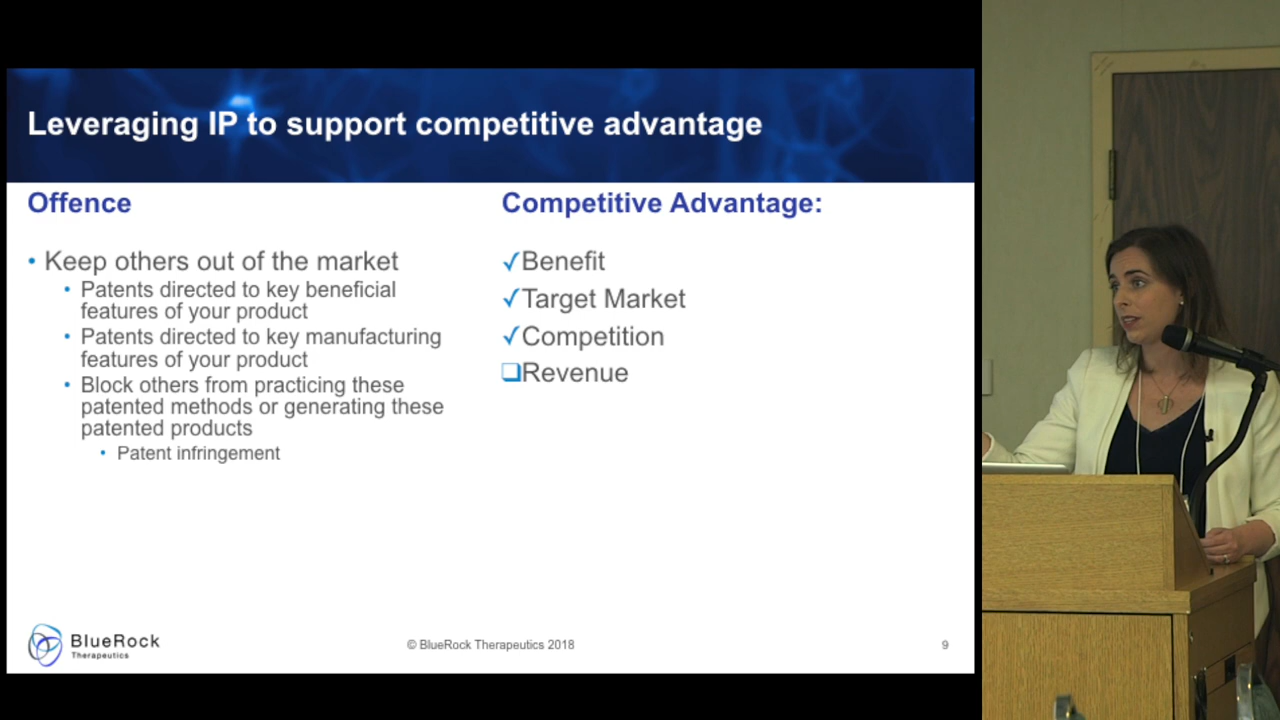 Leveraging IP to support competitive advantage
Offence
• Keep others out of the market
• Patents directed to key beneficial
features of your product
• Patents directed to key manufacturing
features of your product
• Block others from practicing these
patented methods or generating these
patented products
• Patent infringement
Competitive Advantage:
✓Benefit
✓Target Market
✓Competition
❑Revenue
BlueRock
Therapeutics
© BlueRock Therapeutics 2018
9